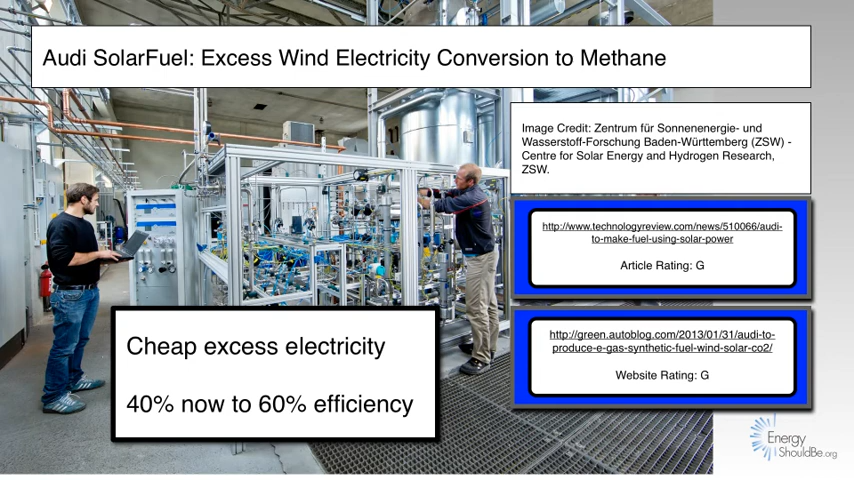 Audi SolarFuel: Excess Wind Electricity Conversion to Methane
Image Credit: Zentrum für Sonnenenergie- und
Wasserstoff-Forschung Baden-Württemberg (ZSW) -
Centre for Solar Energy and Hydrogen Research,
ZSW.
http://www.technologyreview.com/news/510066/audi-
to-make-fuel-using-solar-power
Article Rating: G
Cheap excess electricity
40% now to 60% efficiency
http://green.autoblog.com/2013/01/31/audi-to-
produce-e-gas-synthetic-fuel-wind-solar-co2/
Website Rating: G
Energy
ShouldBe.org